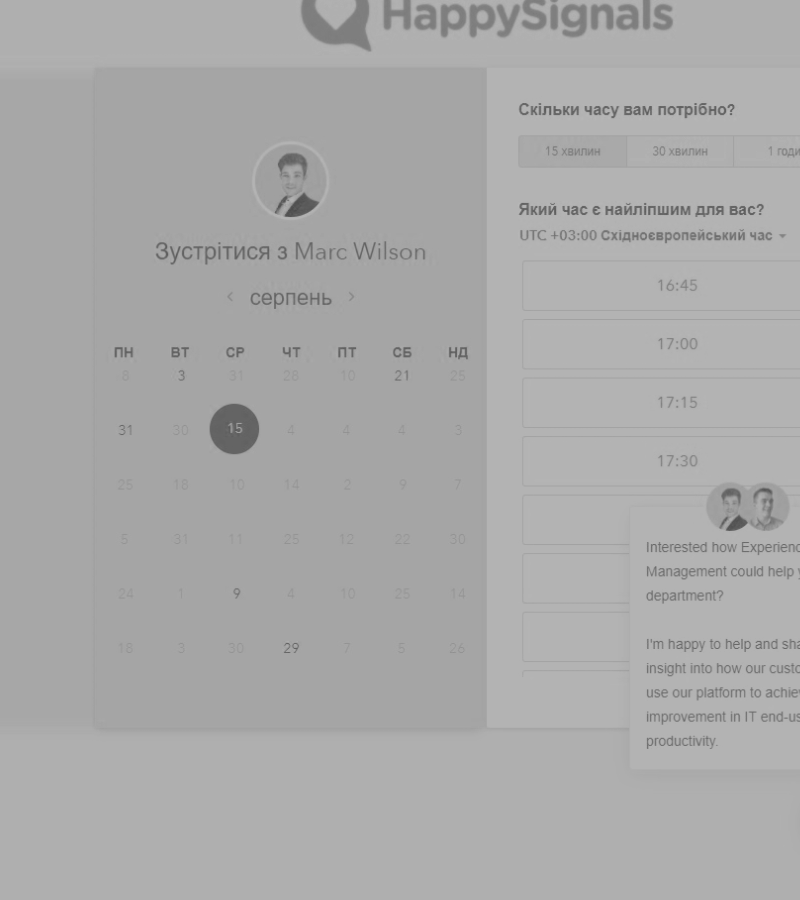 HappySignals
Зустрітися з Marc Wilson
серпень
ПН ВТ СР ЧТ ПТ СБ НД
8 3 31 28 10 21 25
31 30 15 4 4 4 3
25 18 10 14 2 9 7
5 31 11 25 12 22 30
24 1 9 4 10 25 14
18 3 30 29 7 5 26
Скільки часу вам потрібно?
15 хвилин 30 хвилин 1 годи
Який час є найліпшим для вас?
UTC +03:00 Східноєвропейський час
16:45
17:00
17:15
17:30
Interested how Experienc
Management could help y
department?
I'm happy to help and sha
insight into how our custo
use our platform to achiev
improvement in IT end-us
productivity.